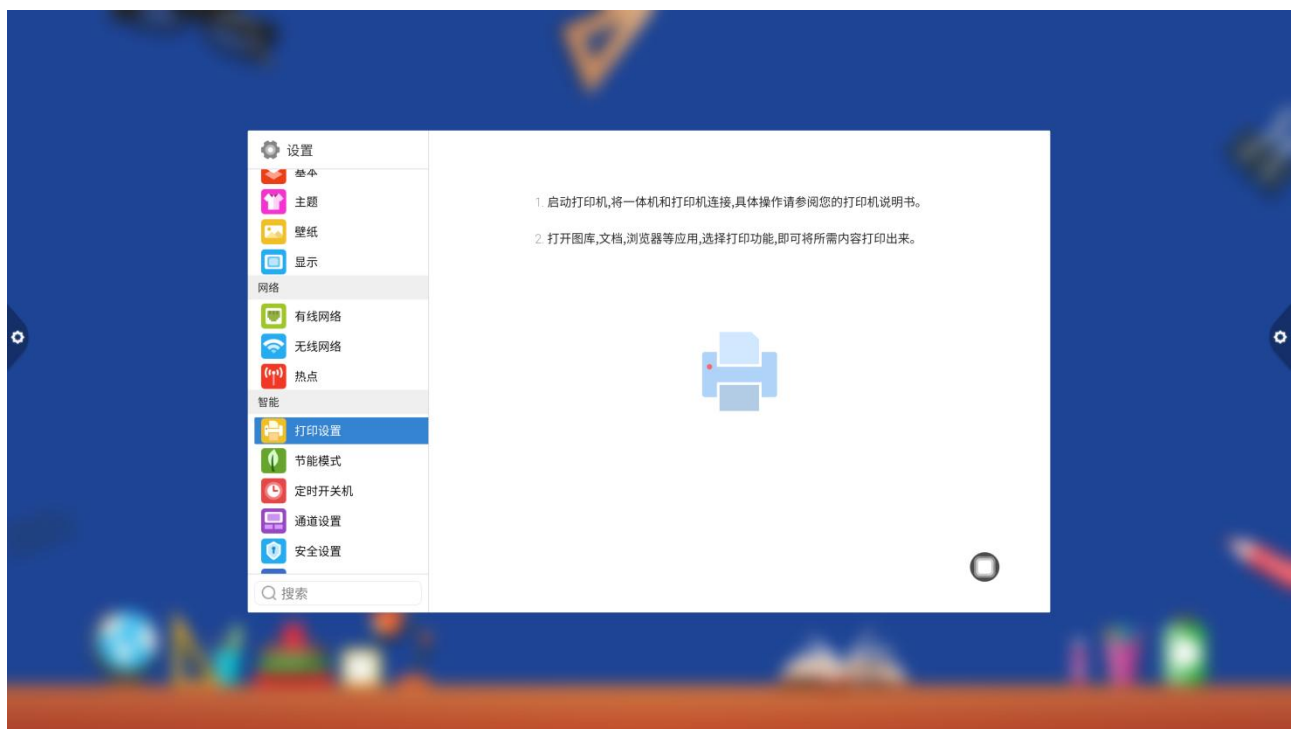 设置
基本
主题
壁纸
显示
网络
有线网络
无线网络
热点
智能
打印设置
节能模式
定时开关机
通道设置
安全设置
搜索
1. 启动打印机,将一体机和打印机连接,具体操作请参阅您的打印机说明书。
2. 打开图库,文档,浏览器等应用,选择打印功能,即可将所需内容打印出来。